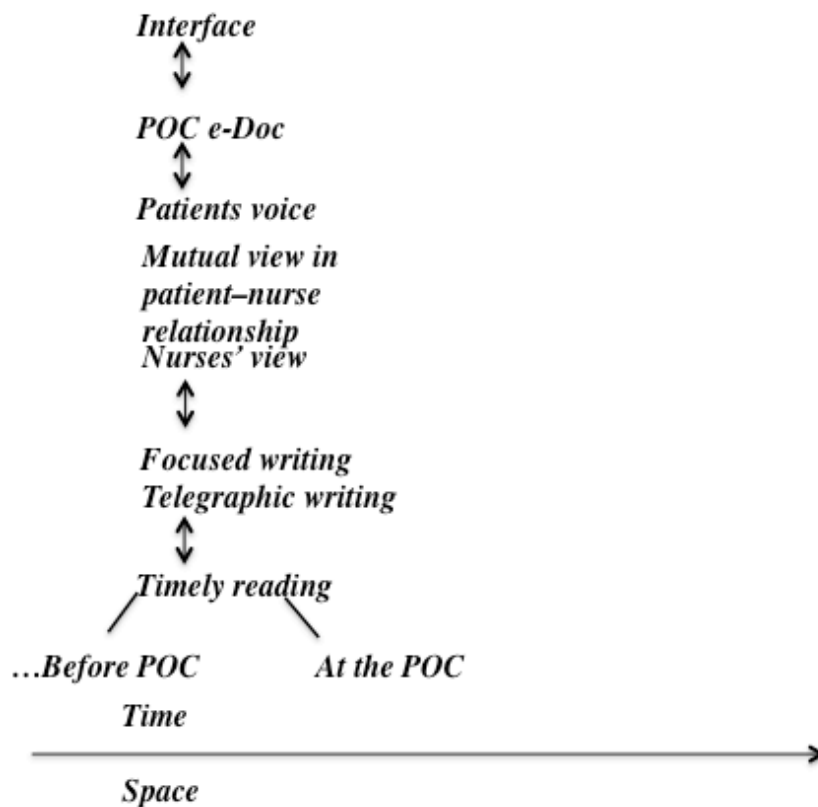 Interface
POC e-Doc
Patients voice
Mutual view in
patient–nurse
relationship
Nurses’ view
Focused writing
Telegraphic writing
Timely reading
…Before POC
At the POC
Time
Space